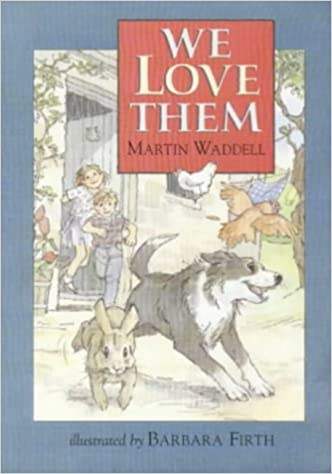 WE
LOVE
THEM
MARTIN WADDELL
illustrated by BARBARA FIRTH